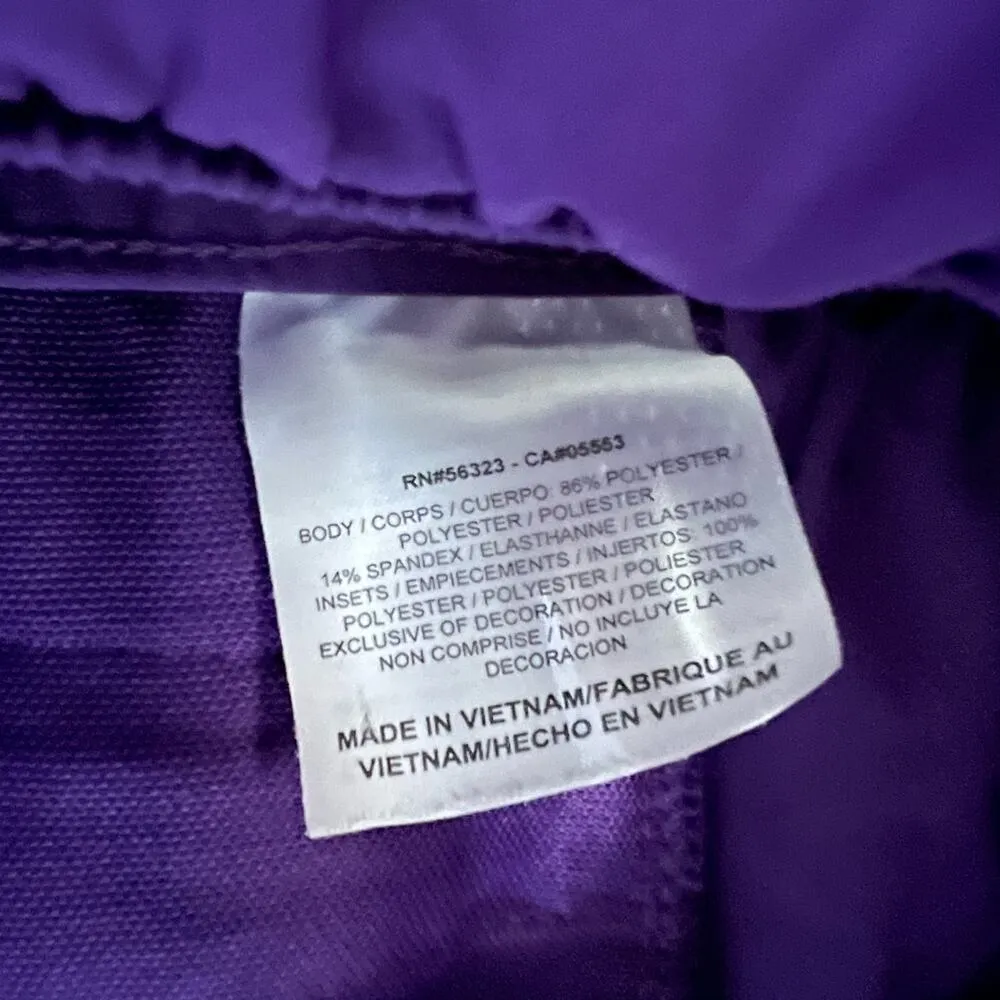 RN#56323 - CA#05553
BODY / CORPS / CUERPO: 86% POLYESTER /
POLYESTER / POLIESTER
14% SPANDEX / ELASTHANNE / ELASTANO
INSETS / EMPIECEMENTS / INJERTOS: 100%
POLYESTER / POLYESTER / POLIESTER
EXCLUSIVE OF DECORATION / DECORATION
NON COMPRISE / NO INCLUYE LA
DECORACION
MADE IN VIETNAM/FABRIQUE AU
VIETNAM/HECHO EN VIETNAM